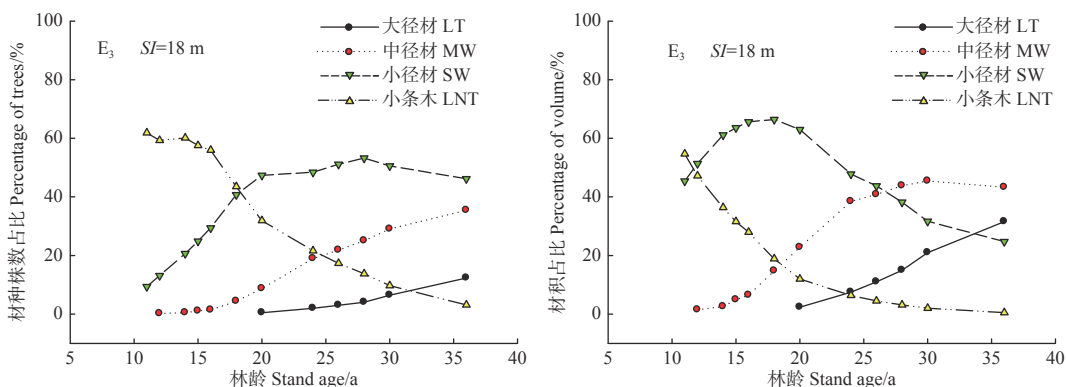 100
80
60
40
20
0
材种株数占比 Percentage of trees/%
E3 SI=18 m
大径材 LT
中径材 MW
小径材 SW
小条木 LNT
5 10 15 20 25 30 35 40
林龄 Stand age/a
100
80
60
40
20
0
材积占比 Percentage of volume/%
E3 SI=18 m
大径材 LT
中径材 MW
小径材 SW
小条木 LNT
5 10 15 20 25 30 35 40
林龄 Stand age/a